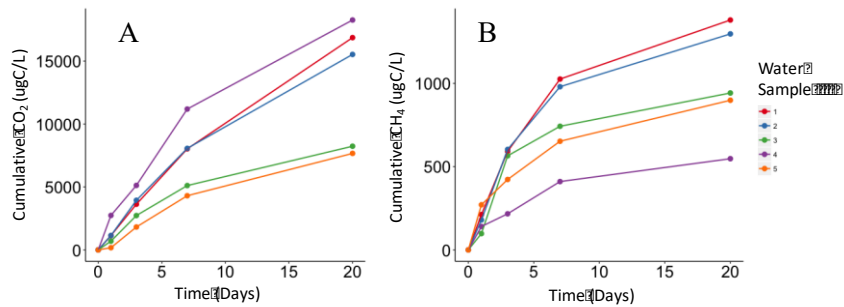 A
Cumulative CO₂ (ugC/L)
15000
10000
5000
0
0 5 10 15 20
Time (Days)
B
Cumulative CH₄ (ugC/L)
1000
500
0
0 5 10 15 20
Time (Days)
Water
Sample
1
2
3
4
5